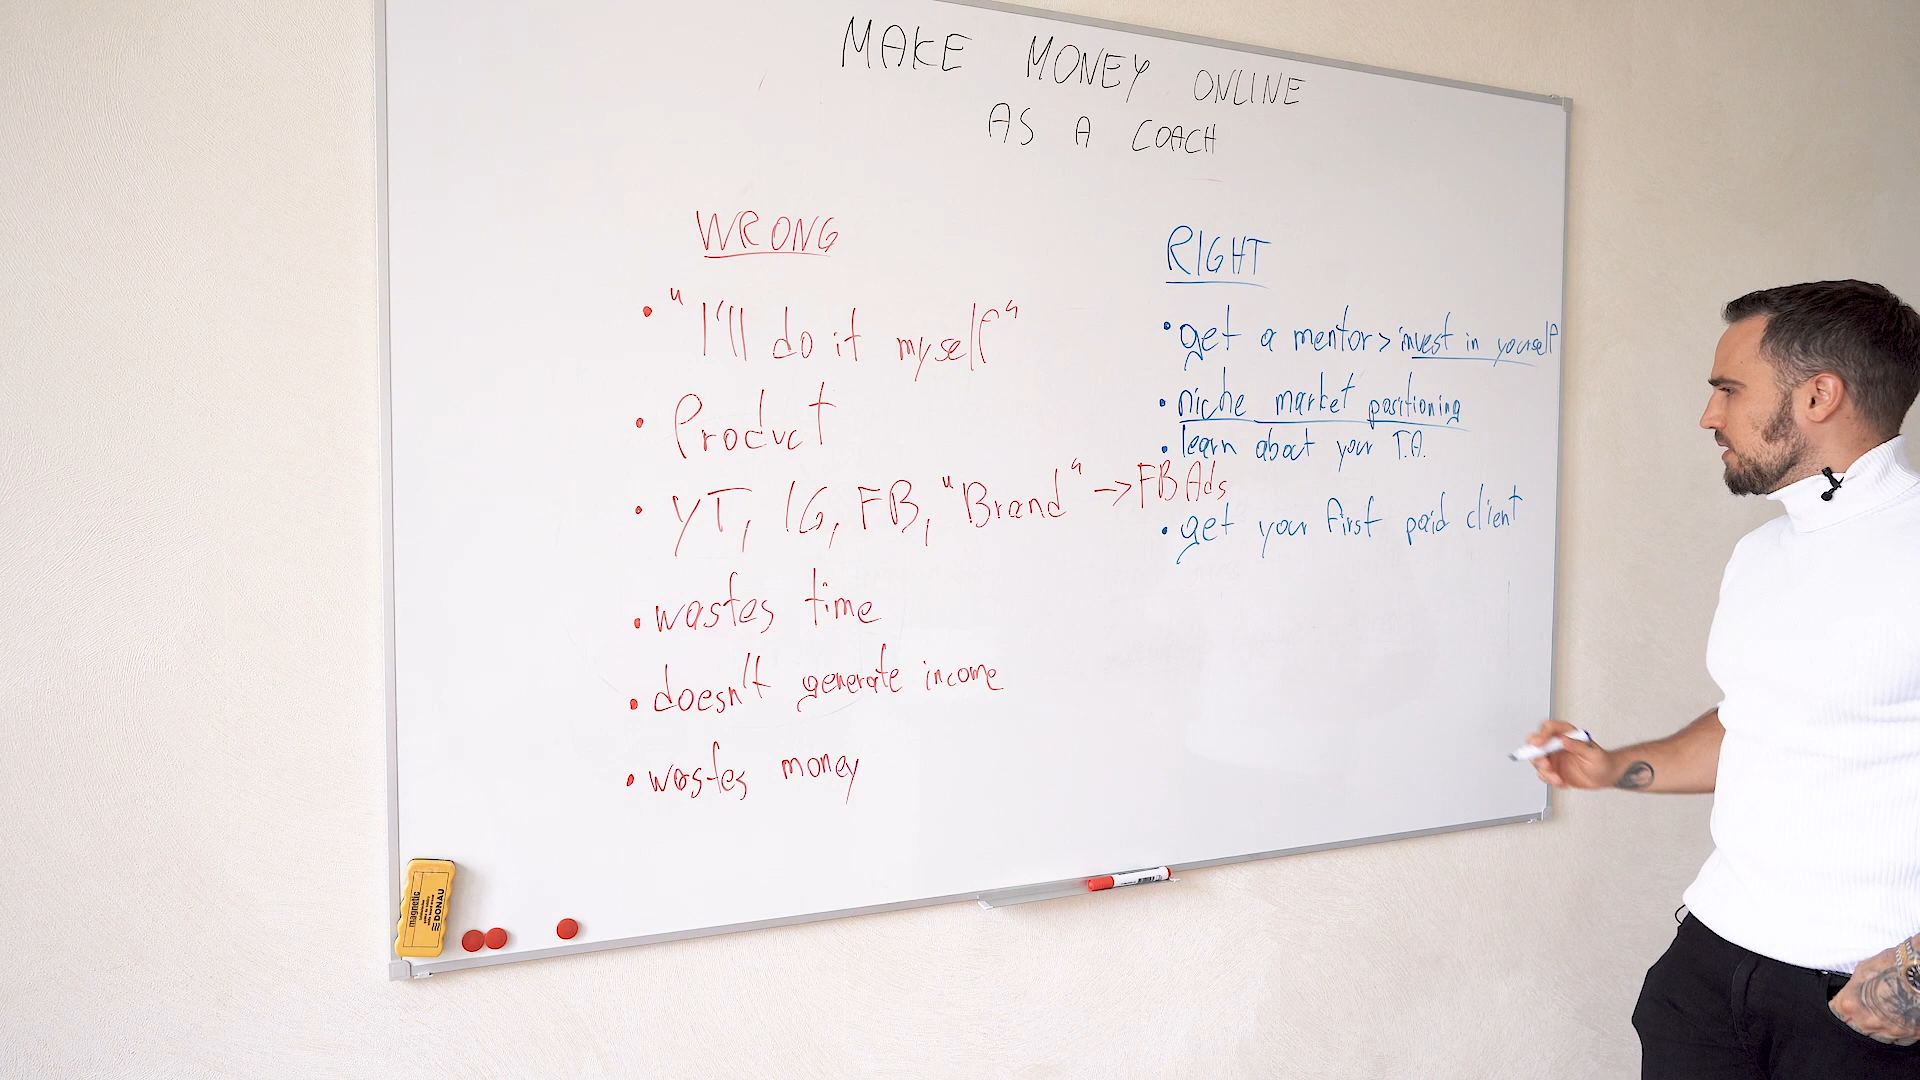 MAKE MONEY ONLINE
AS A COACH
WRONG
• "I'll do it myself"
• Product
• YT, IG, FB, "Brand" → FB Ads
• wastes time
• doesn't generate income
• wastes money
RIGHT
• get a mentor > invest in yourself
• niche market positioning
• learn about your T.A.
• get your first paid client
magnetic
DONAU